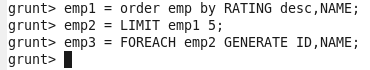 grunt> emp1 = order emp by RATING desc,NAME;
grunt> emp2 = LIMIT emp1 5;
grunt> emp3 = FOREACH emp2 GENERATE ID,NAME;
grunt>